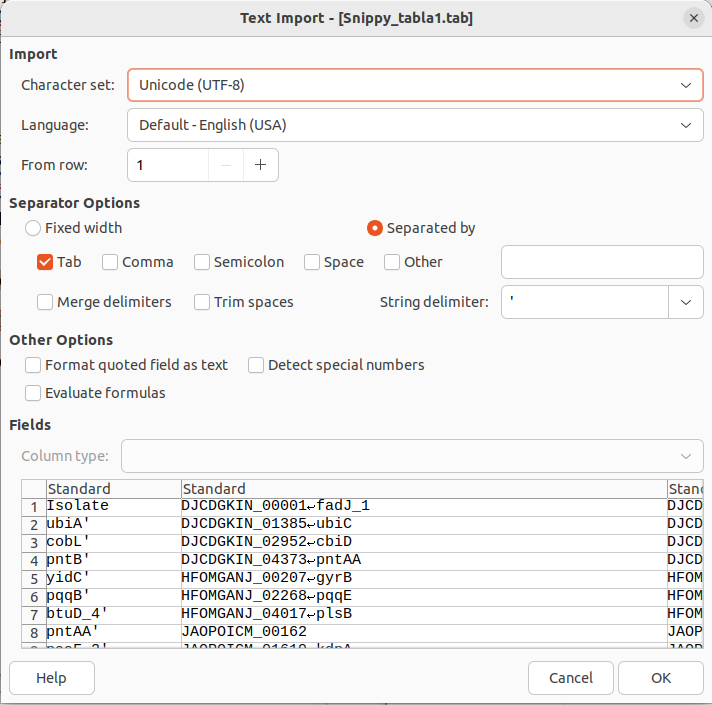 Text Import - [Snippy_tabla1.tab]
Import
Character set: Unicode (UTF-8)
Language: Default - English (USA)
From row: 1
Separator Options
Fixed width Separated by
Tab Comma Semicolon Space Other
Merge delimiters Trim spaces String delimiter: '
Other Options
Format quoted field as text Detect special numbers
Evaluate formulas
Fields
Column type:
Standard Standard Stan
1 Isolate DJCDGKIN_00001↵fadJ_1 DJCD
2 ubiA' DJCDGKIN_01385↵ubiC DJCD
3 cobL' DJCDGKIN_02952↵cbiD DJCD
4 pntB' DJCDGKIN_04373↵pntAA DJCD
5 yidC' HFOMGANJ_00207↵gyrB HFOM
6 pqqB' HFOMGANJ_02268↵pqqE HFOM
7 btuD_4' HFOMGANJ_04017↵plsB HFOM
8 pntAA' JAOPOICM_00162 JAOP
Help Cancel OK